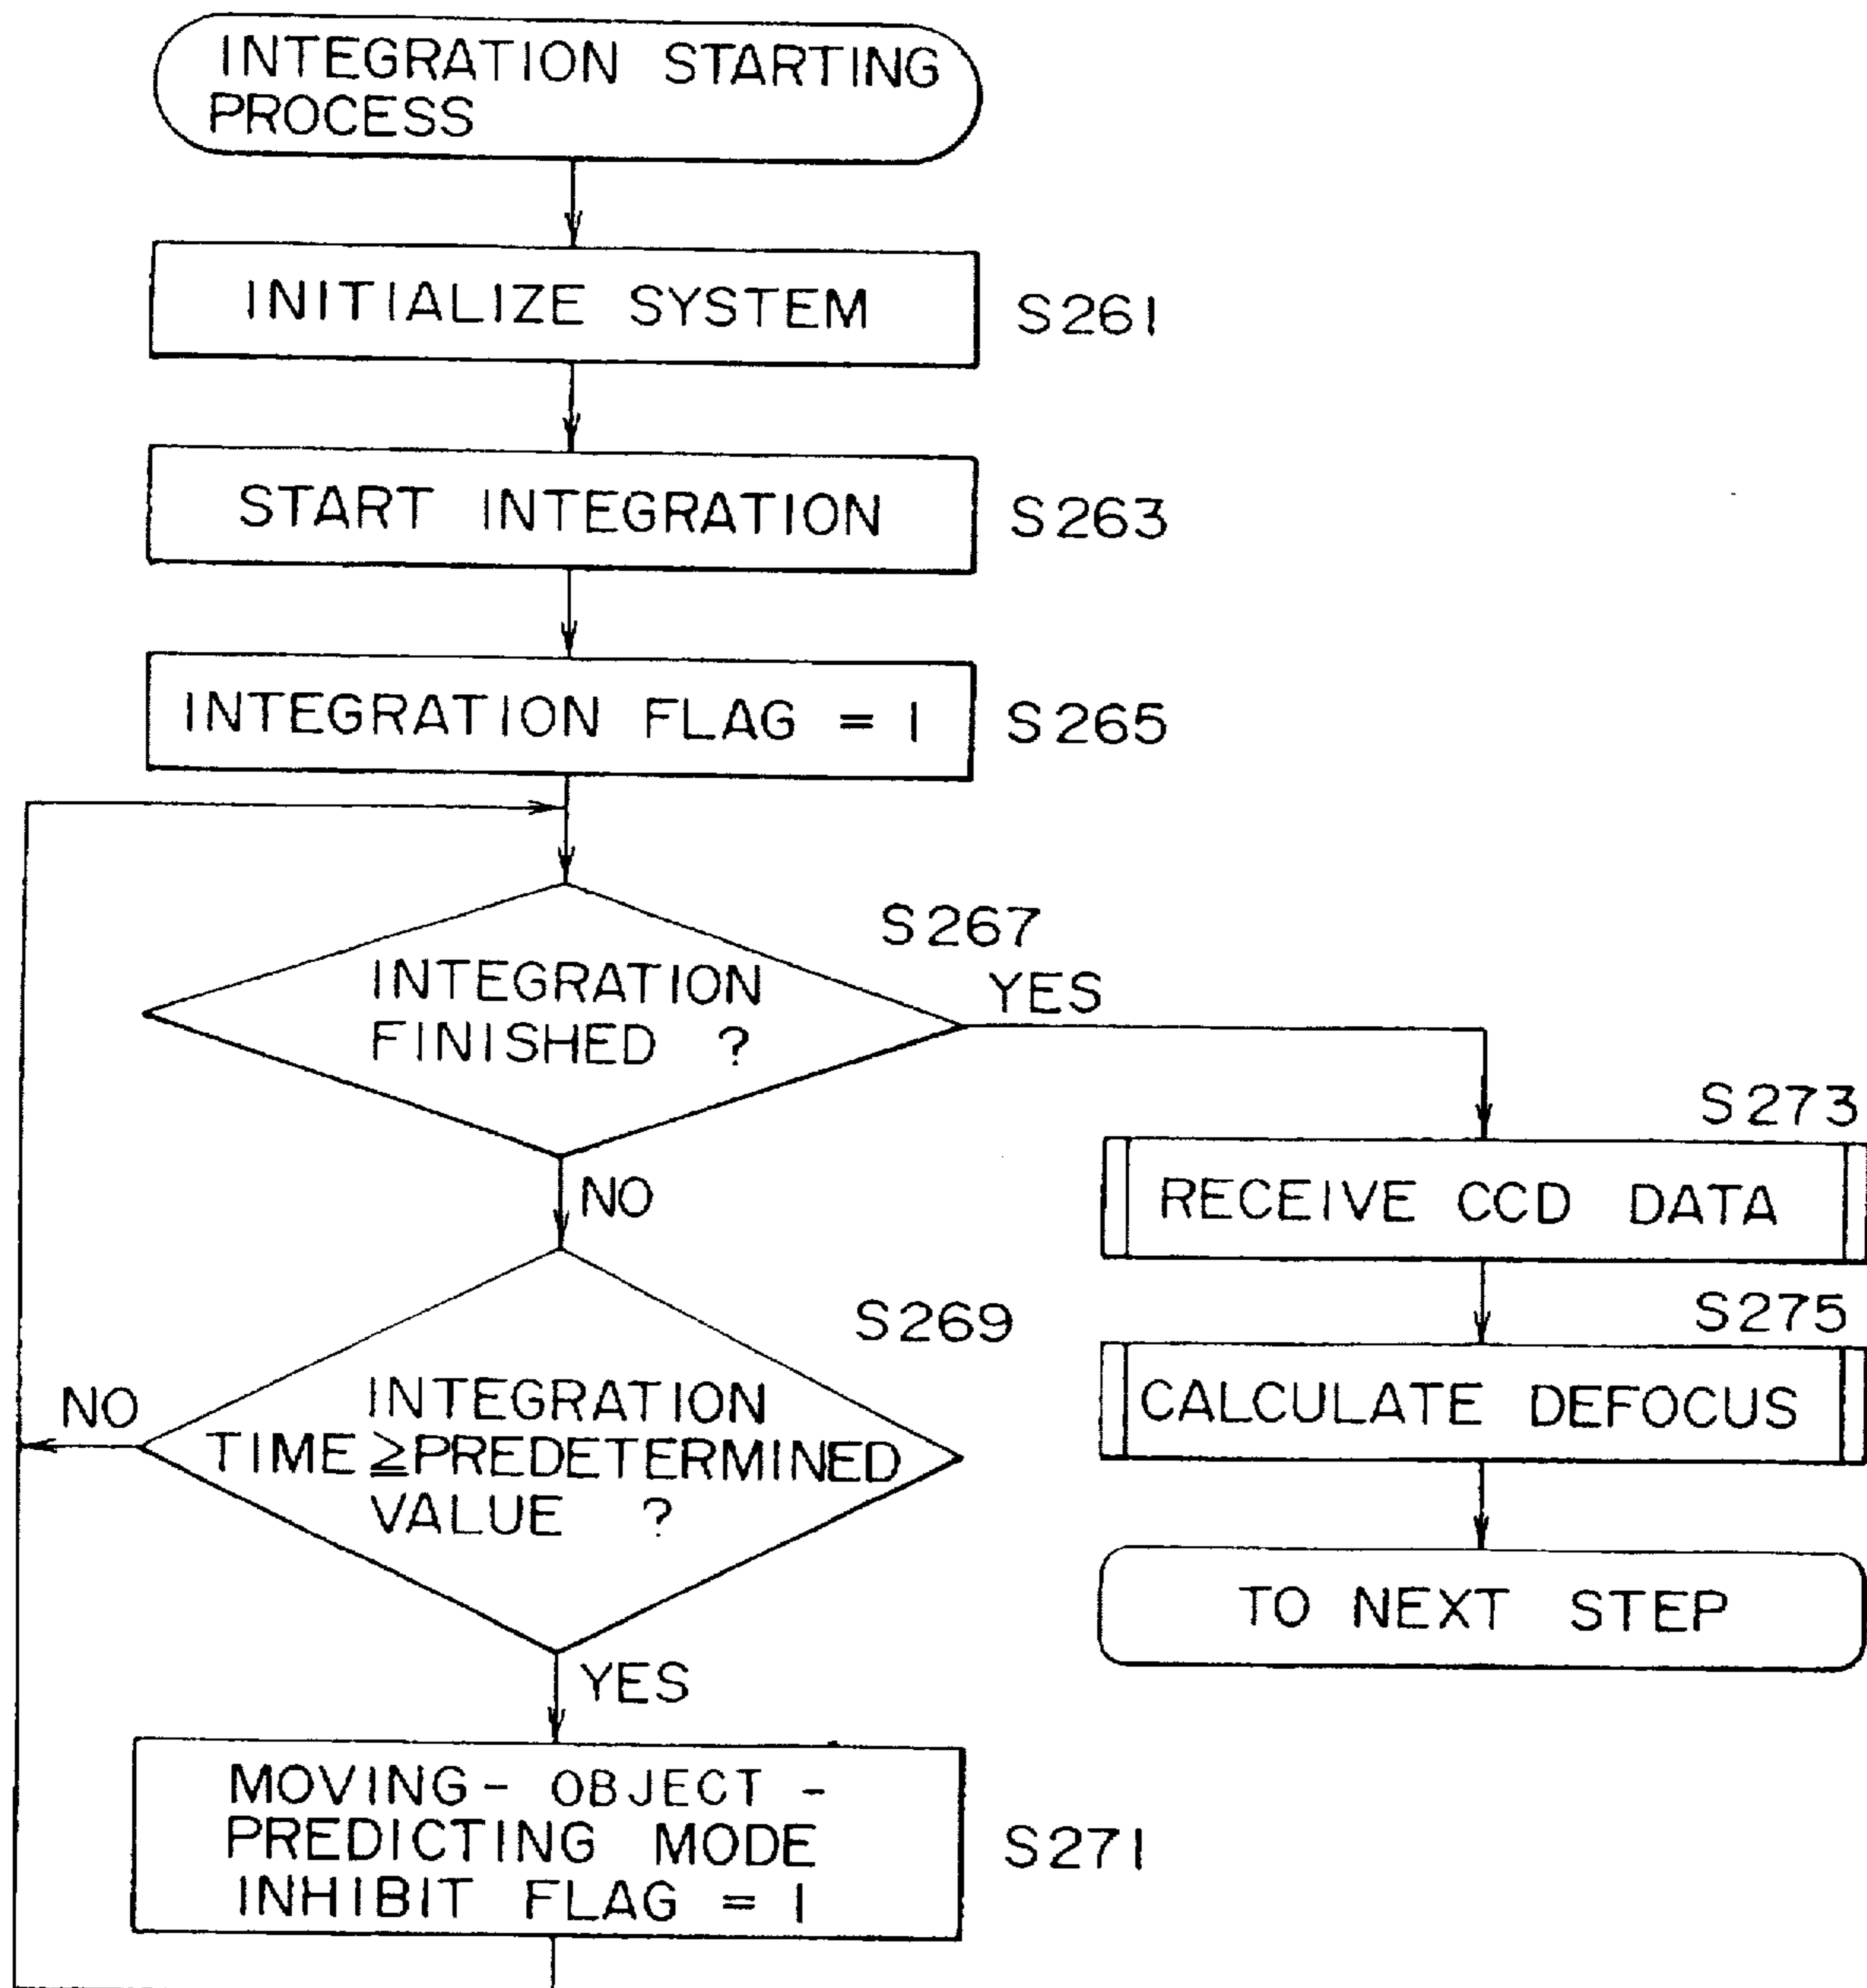 INTEGRATION STARTING
PROCESS
INITIALIZE SYSTEM
S261
START INTEGRATION
S263
INTEGRATION FLAG = 1
S265
S267
INTEGRATION
FINISHED ?
YES
NO
S273
RECEIVE CCD DATA
S275
CALCULATE DEFOCUS
TO NEXT STEP
S269
INTEGRATION
TIME ≧ PREDETERMINED
VALUE ?
NO
YES
MOVING - OBJECT -
PREDICTING MODE
INHIBIT FLAG = 1
S271